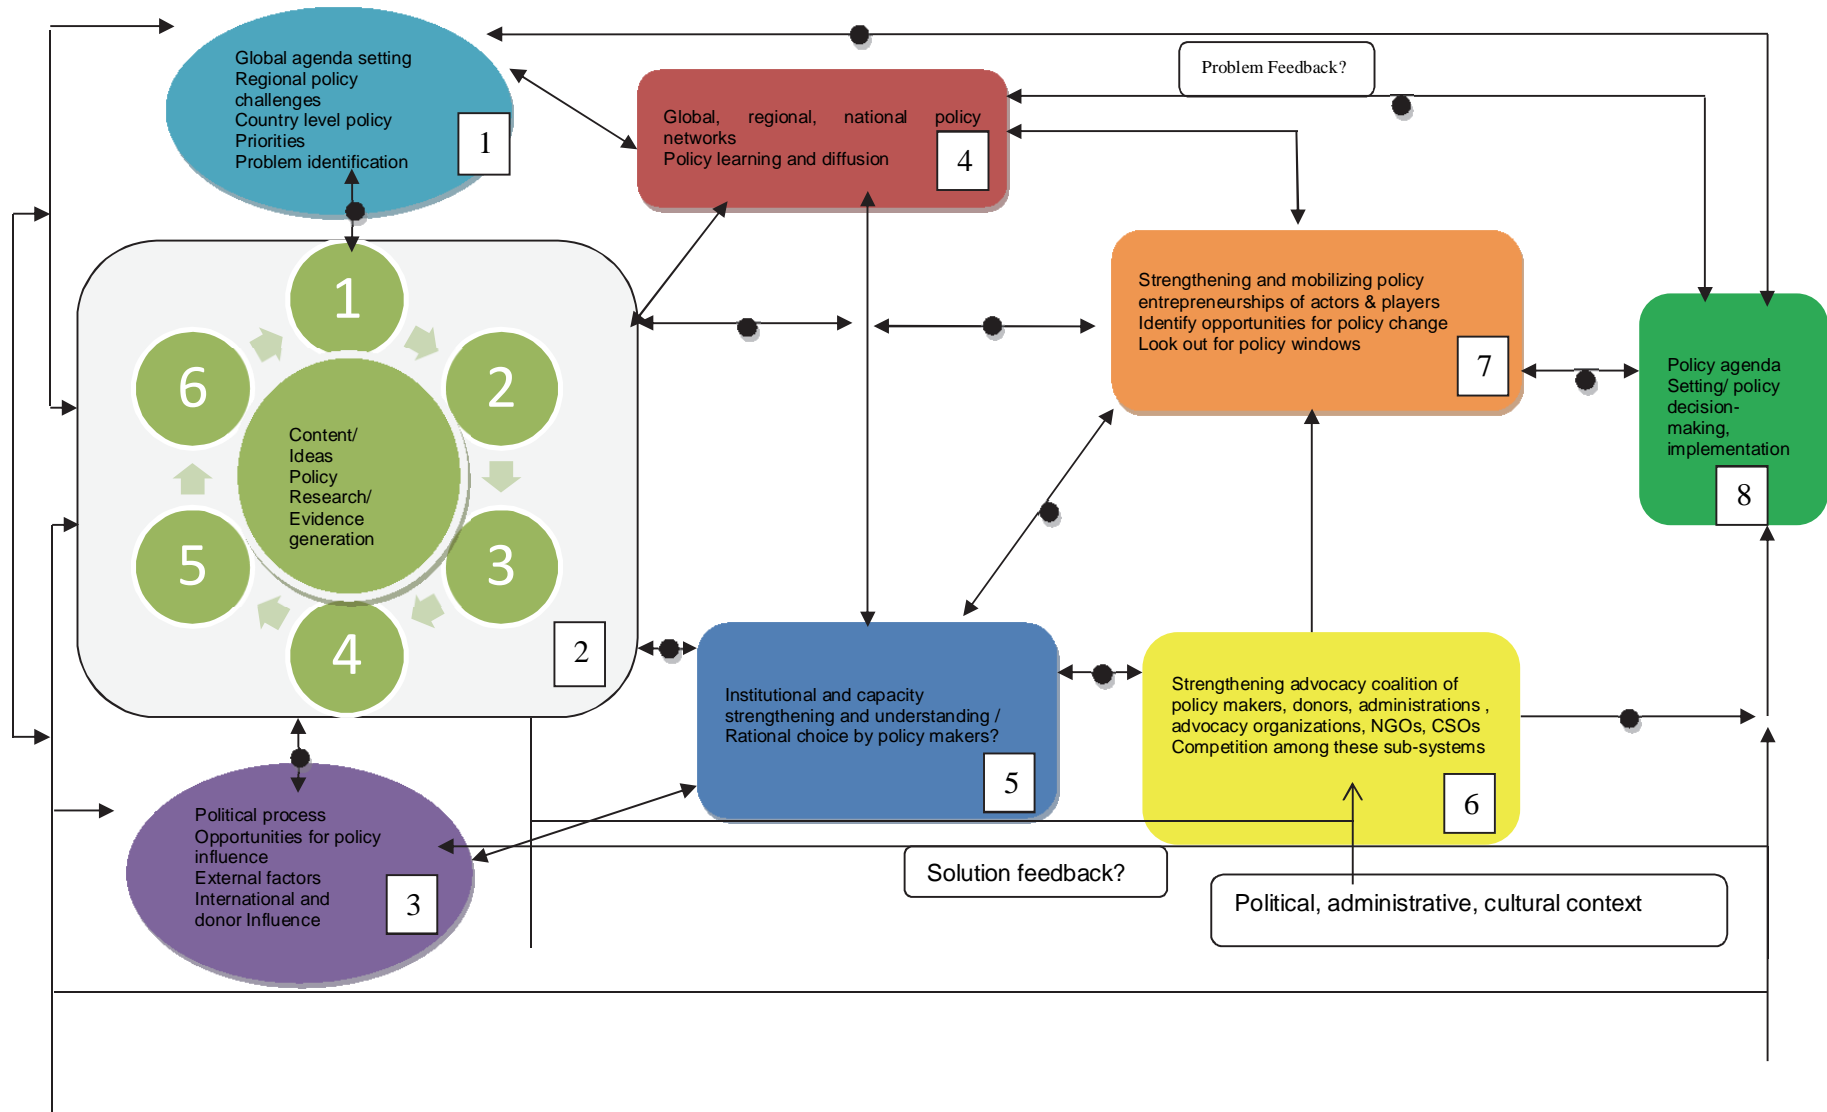 Global agenda setting
Regional policy
challenges
Country level policy
Priorities
Problem identification
1
Global, regional, national policy
networks
Policy learning and diffusion
4
Problem Feedback?
1
2
3
4
5
6
Content/
Ideas
Policy
Research/
Evidence
generation
2
Strengthening and mobilizing policy
entrepreneurships of actors & players
Identify opportunities for policy change
Look out for policy windows
7
Policy agenda
Setting/ policy
decision-
making,
implementation
8
Institutional and capacity
strengthening and understanding /
Rational choice by policy makers?
5
Strengthening advocacy coalition of
policy makers, donors, administrations ,
advocacy organizations, NGOs, CSOs
Competition among these sub-systems
6
Political process
Opportunities for policy
influence
External factors
International and
donor Influence
3
Solution feedback?
Political, administrative, cultural context